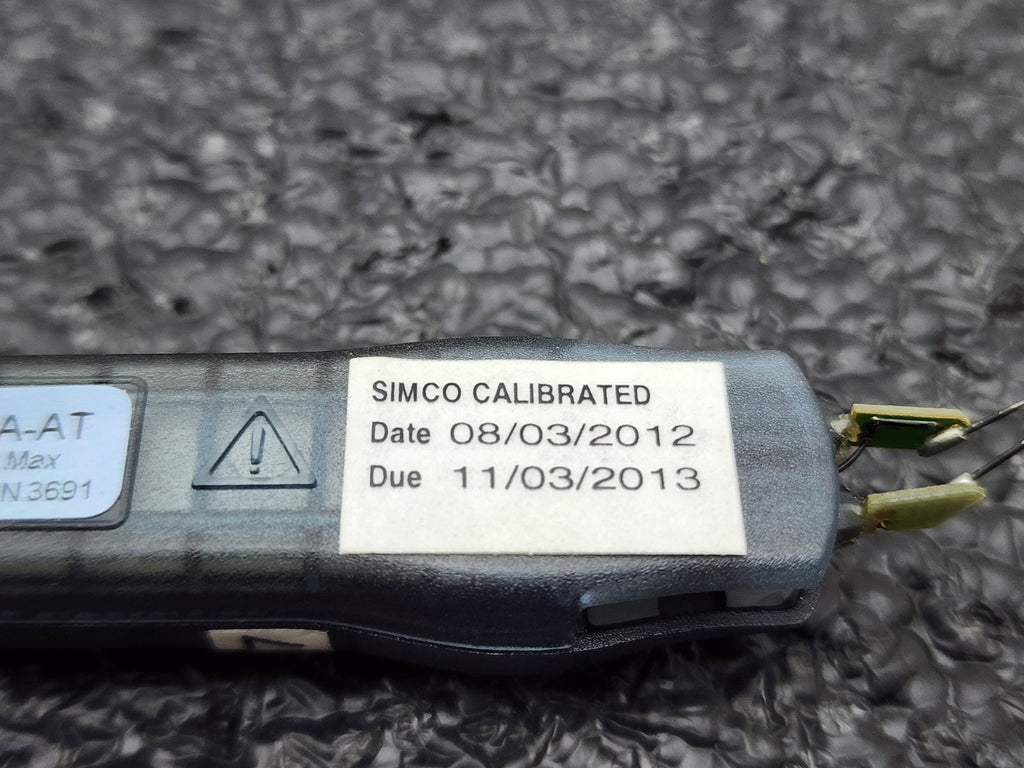 A-AT
Max
N 3691
!
SIMCO CALIBRATED
Date 08/03/2012
Due 11/03/2013